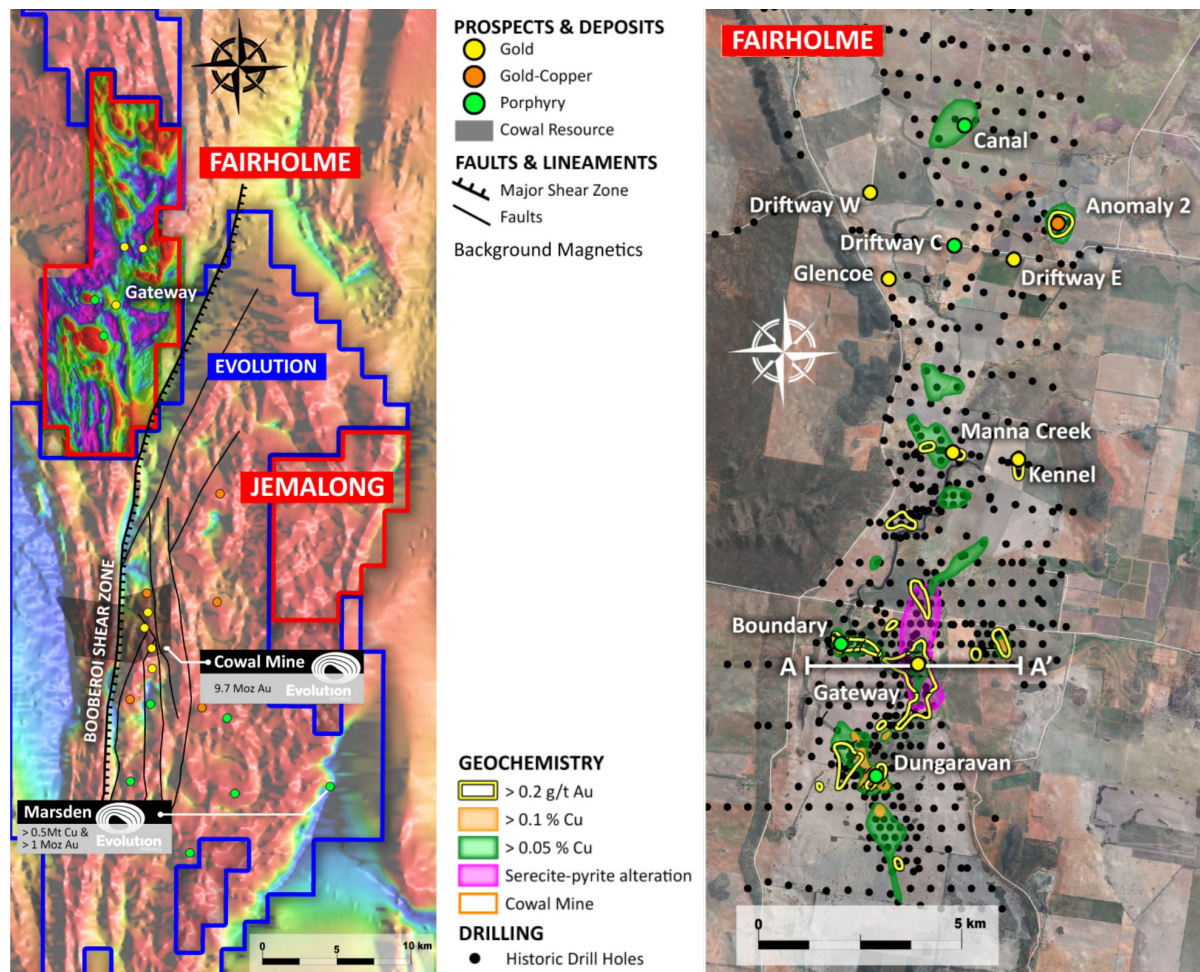 FAIRHOLME
Gateway
EVOLUTION
JEMALONG
BOOBEROI SHEAR ZONE
Cowal Mine
9.7 Moz Au
Evolution
Marsden
> 0.5Mt Cu &
> 1 Moz Au
Evolution
0 5 10 km
PROSPECTS & DEPOSITS
Gold
Gold-Copper
Porphyry
Cowal Resource
FAULTS & LINEAMENTS
Major Shear Zone
Faults
Background Magnetics
GEOCHEMISTRY
> 0.2 g/t Au
> 0.1 % Cu
> 0.05 % Cu
Serecite-pyrite alteration
Cowal Mine
DRILLING
Historic Drill Holes
FAIRHOLME
Canal
Driftway W
Anomaly 2
Driftway C
Glencoe
Driftway E
Manna Creek
Kennel
Boundary
A
A'
Gateway
Dungaravan
0 5 km